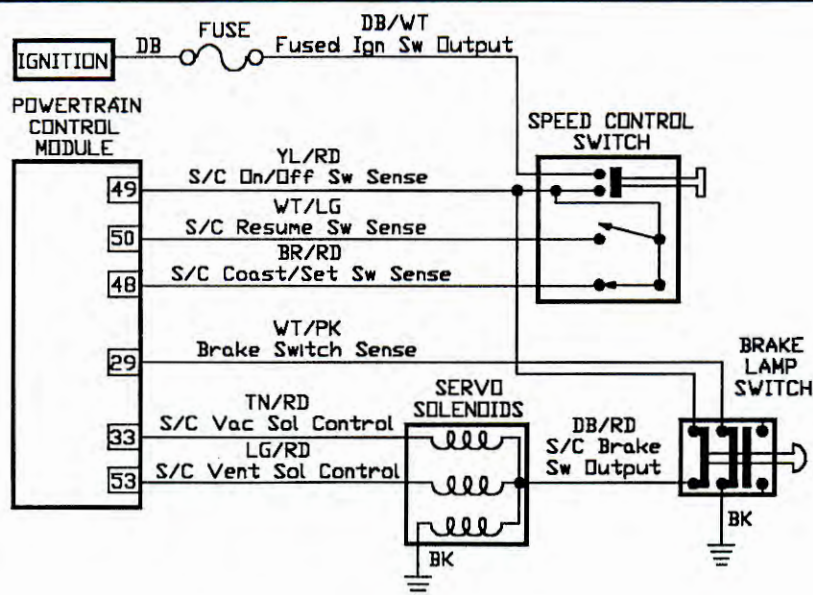 DB/WT
FUSE
DB
Fused Ign Sw Output
IGNITION
POWERTRAIN
CONTROL
MODULE
SPEED CONTROL
SWITCH
YL/RD
S/C On/Off Sw Sense
49
WT/LG
S/C Resume Sw Sense
50
BR/RD
S/C Coast/Set Sw Sense
48
WT/PK
Brake Switch Sense
29
BRAKE
LAMP
SWITCH
SERVO
SOLENOIDS
TN/RD
S/C Vac Sol Control
33
LG/RD
S/C Vent Sol Control
53
DB/RD
S/C Brake
Sw Output
BK
BK